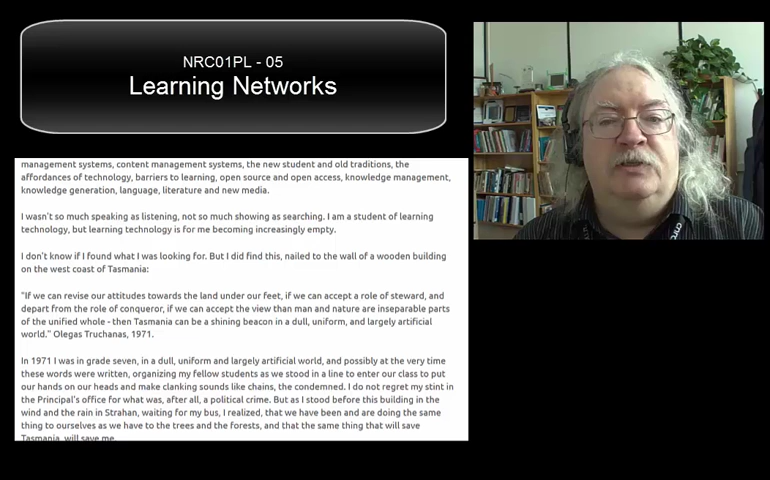 NRC01PL - 05
Learning Networks
management systems, content management systems, the new student and old traditions, the
affordances of technology, barriers to learning, open source and open access, knowledge management,
knowledge generation, language, literature and new media.
I wasn't so much speaking as listening, not so much showing as searching. I am a student of learning
technology, but learning technology is for me becoming increasingly empty.
I don't know if I found what I was looking for. But I did find this, nailed to the wall of a wooden building
on the west coast of Tasmania:
"If we can revise our attitudes towards the land under our feet, if we can accept a role of steward, and
depart from the role of conqueror, if we can accept the view than man and nature are inseparable parts
of the unified whole - then Tasmania can be a shining beacon in a dull, uniform, and largely artificial
world." Olegas Truchanas, 1971.
In 1971 I was in grade seven, in a dull, uniform and largely artificial world, and possibly at the very time
these words were written, organizing my fellow students as we stood in a line to enter our class to put
our hands on our heads and make clanking sounds like chains, the condemned. I do not regret my stint in
the Principal's office for what was, after all, a political crime. But as I stood before this building in the
wind and the rain in Strahan, waiting for my bus, I realized, that we have been and are doing the same
thing to ourselves as we have to the trees and the forests, and that the same thing that will save
Tasmania, will save me.